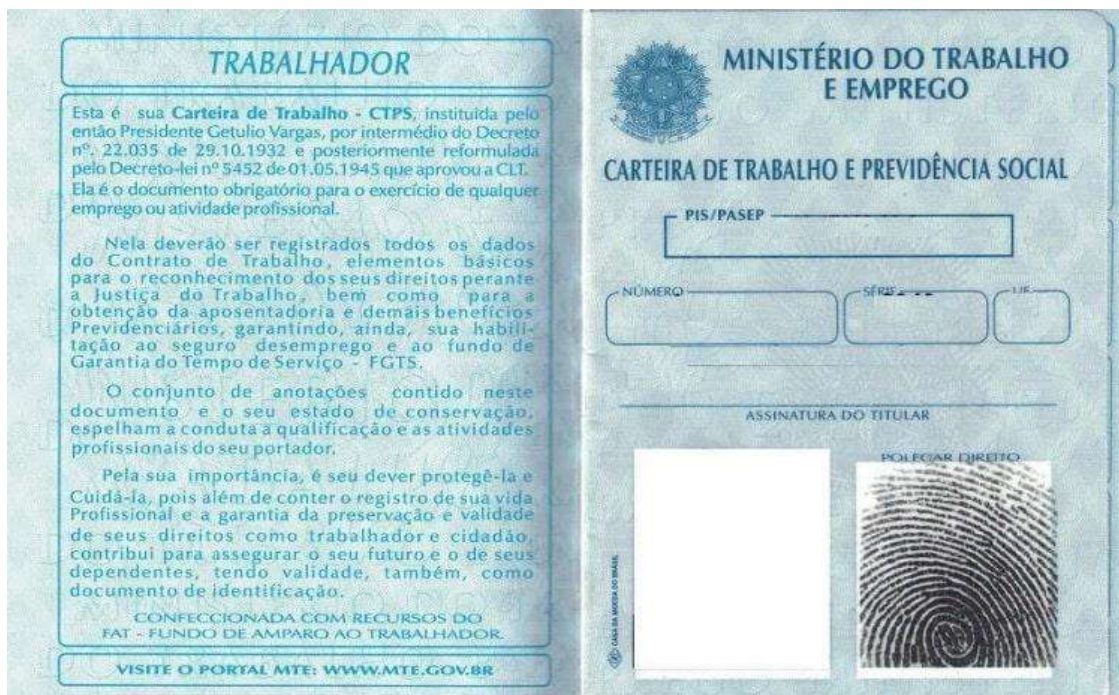 TRABALHADOR
Esta é sua Carteira de Trabalho - CTPS, instituída pelo
então Presidente Getulio Vargas, por intermédio do Decreto
nº. 22.035 de 29.10.1932 e posteriormente reformulada
pelo Decreto-lei nº 5452 de 01.05.1945 que aprovou a CLT.
Ela é o documento obrigatório para o exercício de qualquer
emprego ou atividade profissional.
Nela deverão ser registrados todos os dados
do Contrato de Trabalho, elementos básicos
para o reconhecimento dos seus direitos perante
a Justiça do Trabalho, bem como para a
obtenção da aposentadoria e demais benefícios
Previdenciários, garantindo, ainda, sua habili-
tação ao seguro desemprego e ao fundo de
Garantia do Tempo de Serviço - FGTS.
O conjunto de anotações contido neste
documento e o seu estado de conservação,
espelham a conduta a qualificação e as atividades
profissionais do seu portador.
Pela sua importância, é seu dever protegê-la e
Cuidá-la, pois além de conter o registro de sua vida
Profissional e a garantia da preservação e validade
de seus direitos como trabalhador e cidadão,
contribui para assegurar o seu futuro e o de seus
dependentes, tendo validade, também, como
documento de identificação.
CONFECCIONADA COM RECURSOS DO
FAT - FUNDO DE AMPARO AO TRABALHADOR.
VISITE O PORTAL MTE: WWW.MTE.GOV.BR
MINISTÉRIO DO TRABALHO
E EMPREGO
CARTEIRA DE TRABALHO E PREVIDÊNCIA SOCIAL
PIS/PASEP
NÚMERO SÉRIE UF
ASSINATURA DO TITULAR
POLEGAR DIREITO
CASA DA MOEDA DO BRASIL